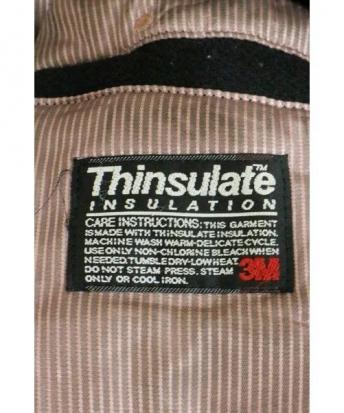 Thinsulate™
INSULATION
CARE INSTRUCTIONS: THIS GARMENT
IS MADE WITH THINSULATE INSULATION.
MACHINE WASH WARM-DELICATE CYCLE.
USE ONLY NON-CHLORINE BLEACH WHEN
NEEDED. TUMBLE DRY-LOW HEAT.
DO NOT STEAM PRESS. STEAM
ONLY OR COOL IRON.
3M